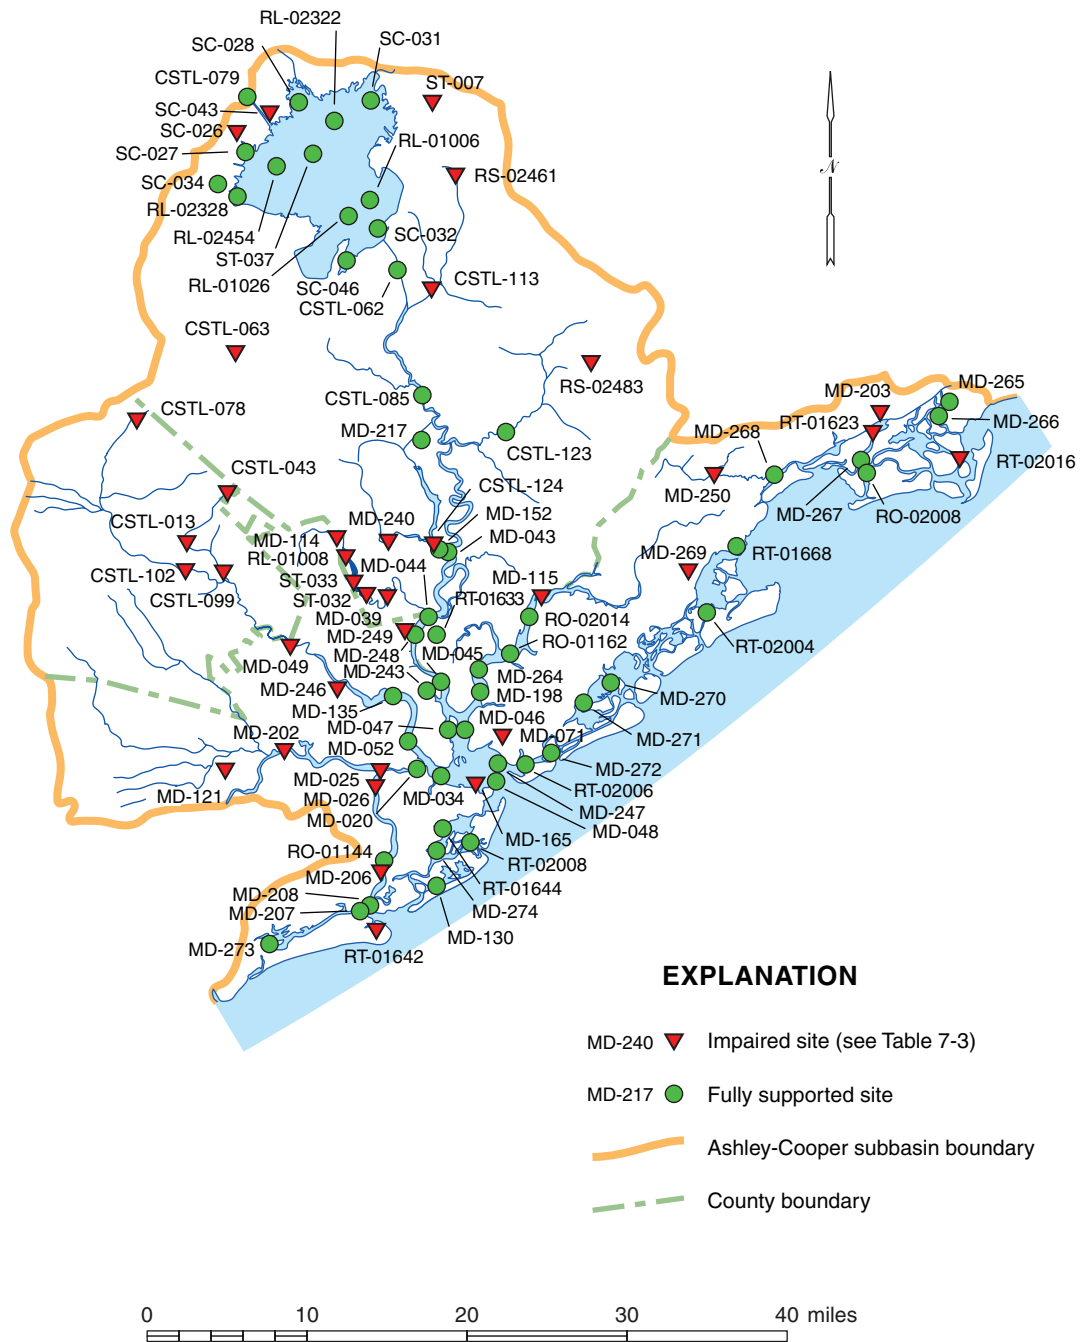 RL-02322
SC-028
SC-031
CSTL-079
ST-007
SC-043
SC-026
RL-01006
SC-027
RS-02461
SC-034
RL-02328
RL-02454
SC-032
ST-037
RL-01026
SC-046
CSTL-113
CSTL-062
N
CSTL-063
RS-02483
CSTL-085
MD-203
MD-265
CSTL-078
RT-01623
MD-266
MD-217
MD-268
CSTL-123
RT-02016
CSTL-043
CSTL-124
MD-250
MD-152
MD-267
RO-02008
CSTL-013
MD-240
MD-043
MD-114
RL-01008
MD-044
MD-269
RT-01668
CSTL-102
ST-033
MD-115
CSTL-099
ST-032
RT-01633
MD-039
RO-02014
MD-249
RO-01162
MD-248
MD-045
RT-02004
MD-049
MD-243
MD-264
MD-246
MD-198
MD-270
MD-135
MD-046
MD-202
MD-047
MD-071
MD-271
MD-052
MD-272
MD-025
RT-02006
MD-121
MD-026
MD-034
MD-247
MD-020
MD-048
MD-165
RO-01144
RT-02008
MD-206
RT-01644
MD-208
MD-274
MD-207
MD-130
MD-273
RT-01642
EXPLANATION
MD-240 Impaired site (see Table 7-3)
MD-217 Fully supported site
Ashley-Cooper subbasin boundary
County boundary
0 10 20 30 40 miles